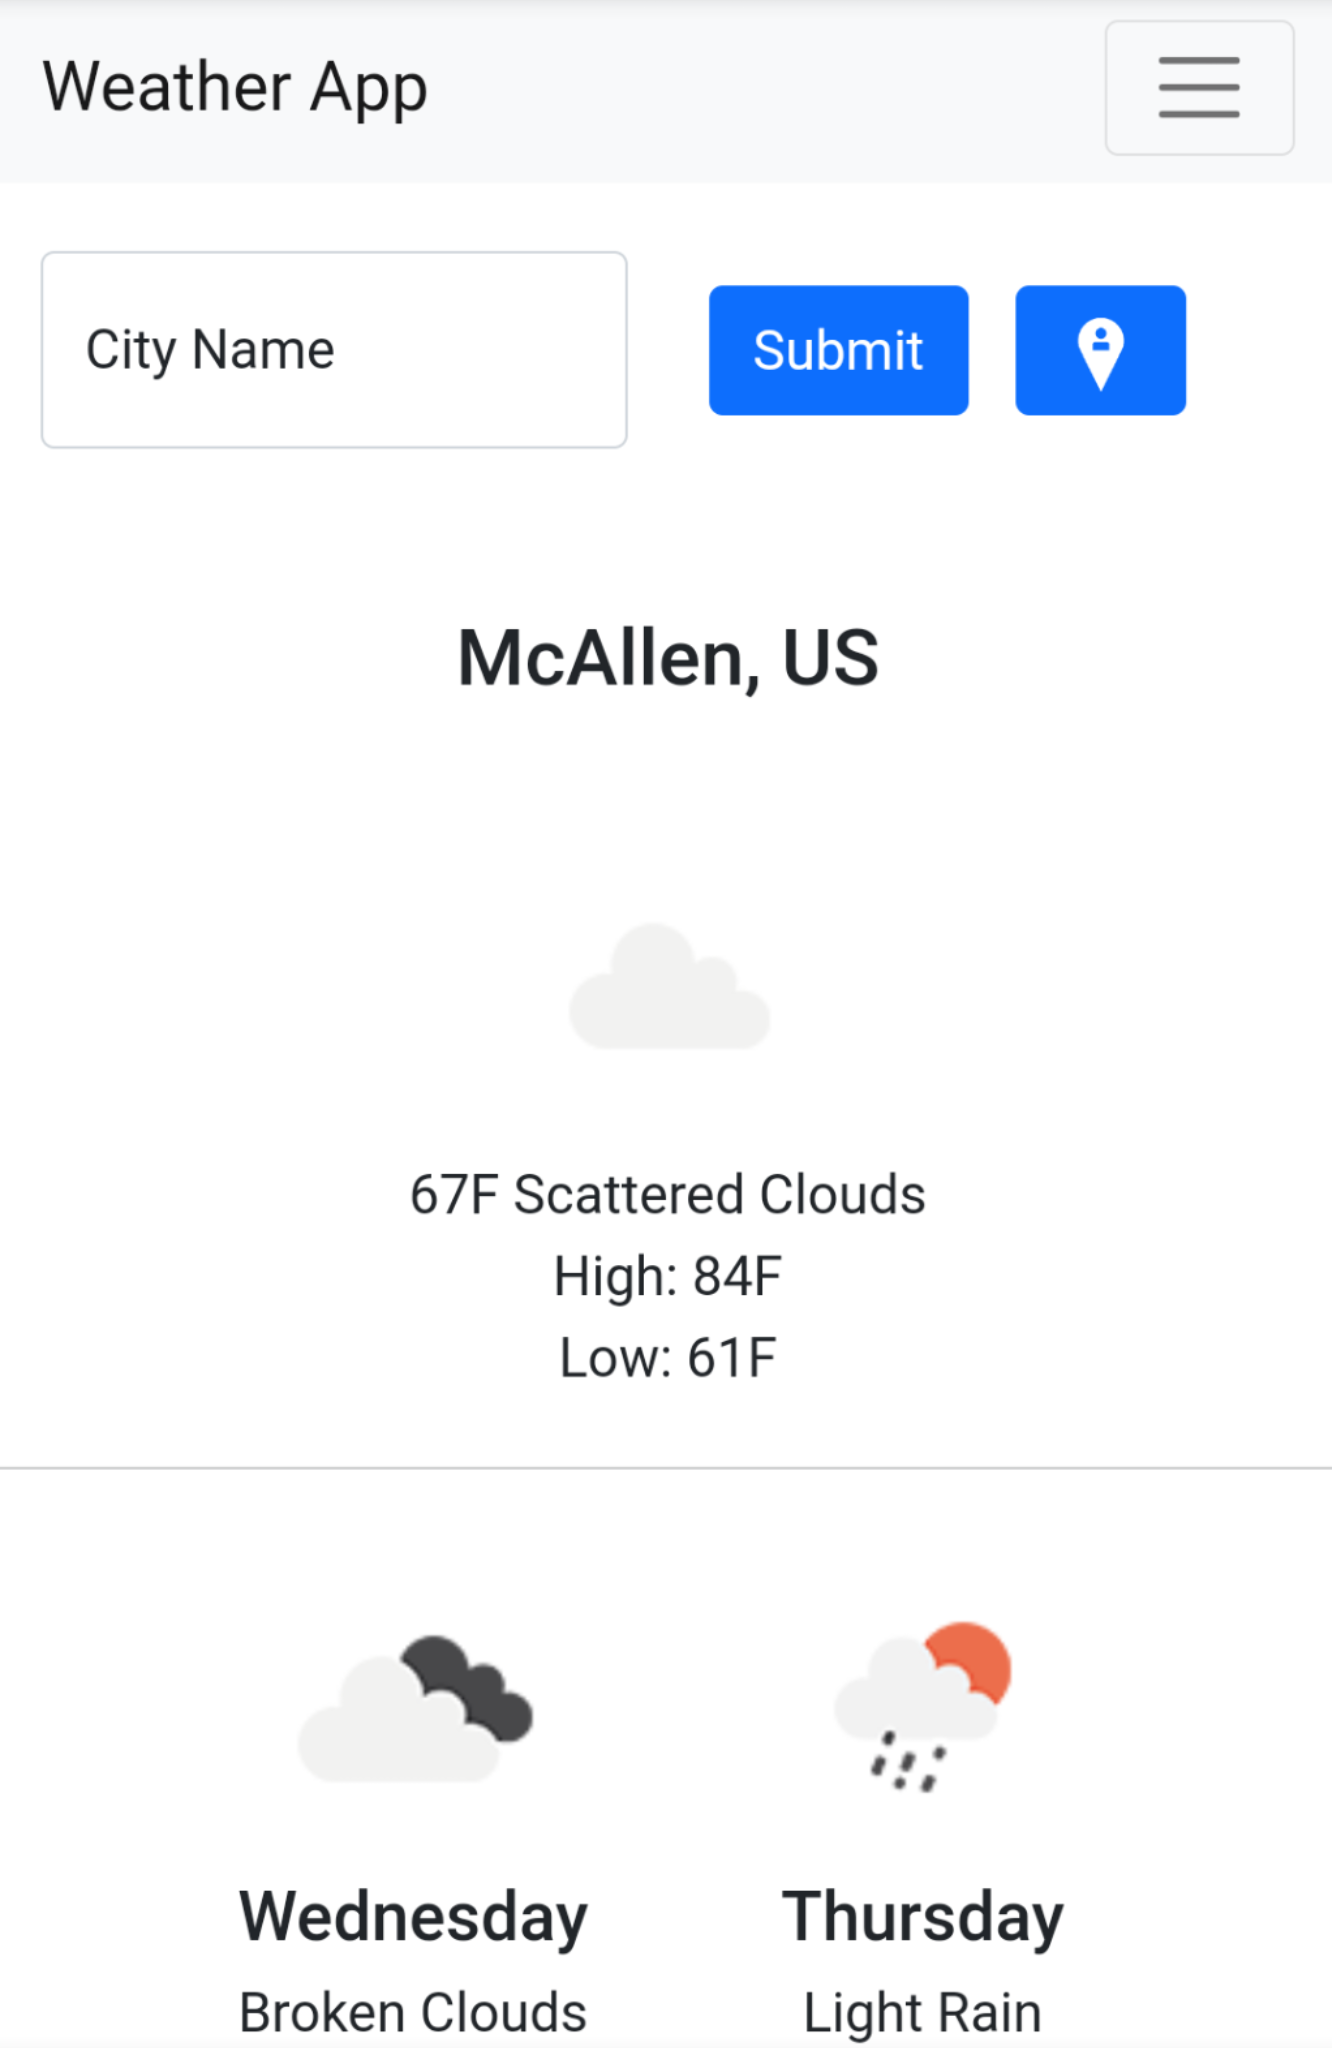 Weather App
City Name
Submit
McAllen, US
67F Scattered Clouds
High: 84F
Low: 61F
Wednesday
Broken Clouds
Thursday
Light Rain